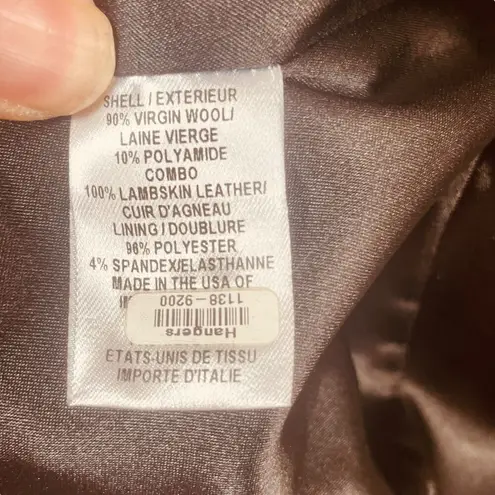 SHELL / EXTERIEUR
90% VIRGIN WOOL/
LAINE VIERGE
10% POLYAMIDE
COMBO
100% LAMBSKIN LEATHER/
CUIR D'AGNEAU
LINING / DOUBLURE
96% POLYESTER
4% SPANDEX/ELASTHANNE
MADE IN THE USA OF
1138-9200
Hangers
ETATS-UNIS DE TISSU
IMPORTE D'ITALIE